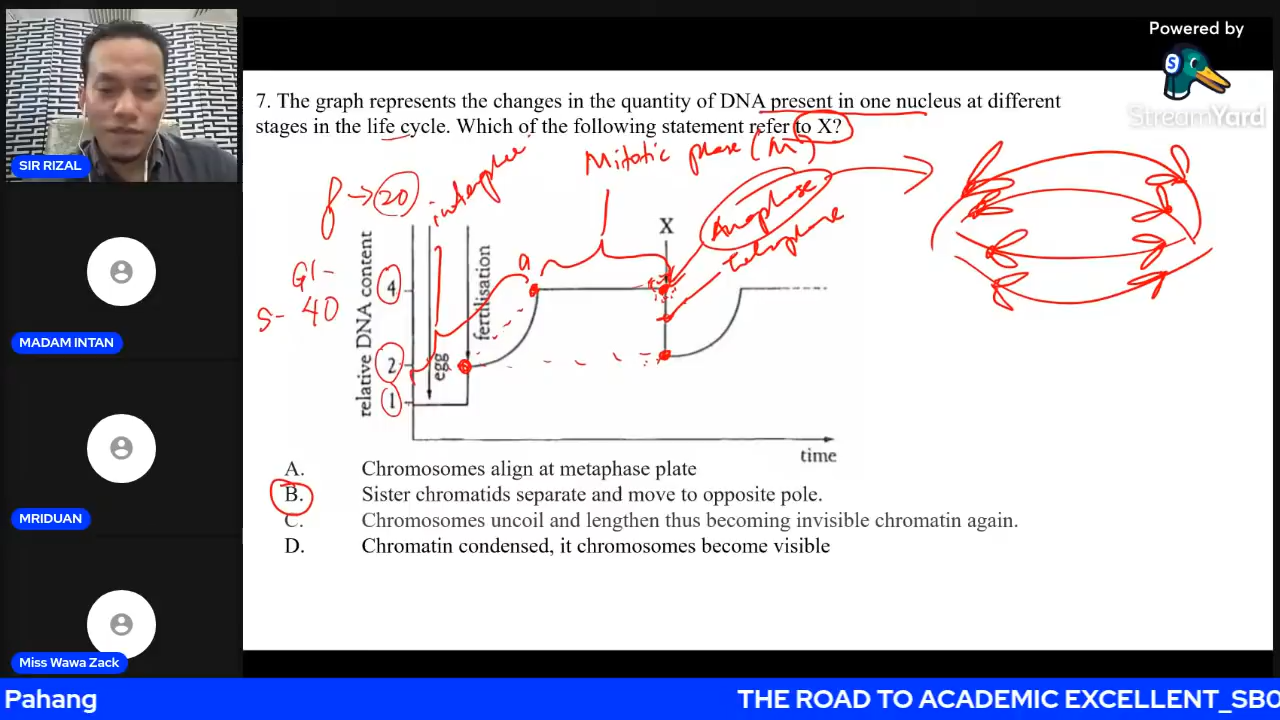 Powered by
S
StreamYard
7. The graph represents the changes in the quantity of DNA present in one nucleus at different
stages in the life cycle. Which of the following statement refer to X?
SIR RIZAL
Mitotic phase (M)
interphase
f → 20
Anaphase
Telophase
X
a
G1-
S- 40
relative DNA content
4
2
1
egg
fertilisation
time
MADAM INTAN
MRIDUAN
Miss Wawa Zack
A. Chromosomes align at metaphase plate
B. Sister chromatids separate and move to opposite pole.
C. Chromosomes uncoil and lengthen thus becoming invisible chromatin again.
D. Chromatin condensed, it chromosomes become visible
Pahang
THE ROAD TO ACADEMIC EXCELLENT_SB0